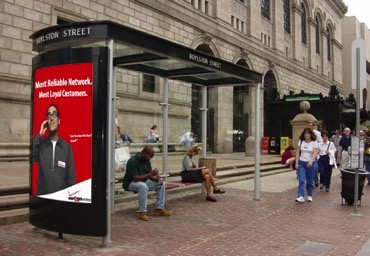 BOYLSTON STREET
BOYLSTON STREET
Most Reliable Network.
Most Loyal Customers.
verizon